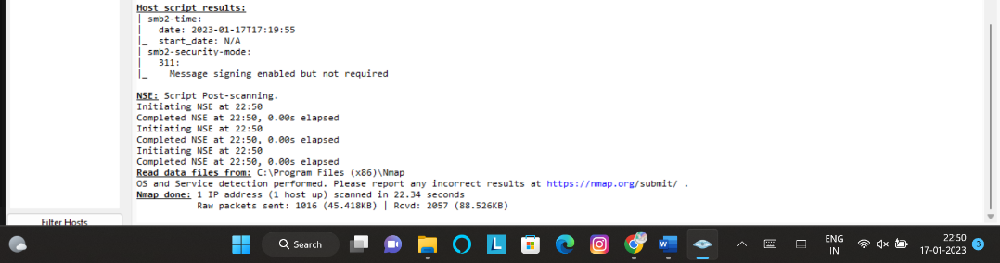 Host script results:
| smb2-time:
|   date: 2023-01-17T17:19:55
|_  start_date: N/A
| smb2-security-mode:
|   311:
|_    Message signing enabled but not required
NSE: Script Post-scanning.
Initiating NSE at 22:50
Completed NSE at 22:50, 0.00s elapsed
Initiating NSE at 22:50
Completed NSE at 22:50, 0.00s elapsed
Initiating NSE at 22:50
Completed NSE at 22:50, 0.00s elapsed
Read data files from: C:\Program Files (x86)\Nmap
OS and Service detection performed. Please report any incorrect results at https://nmap.org/submit/ .
Nmap done: 1 IP address (1 host up) scanned in 22.34 seconds
Raw packets sent: 1016 (45.418KB) | Rcvd: 2057 (88.526KB)
Filter Hosts
Search
L
W
ENG
IN
22:50
17-01-2023
3